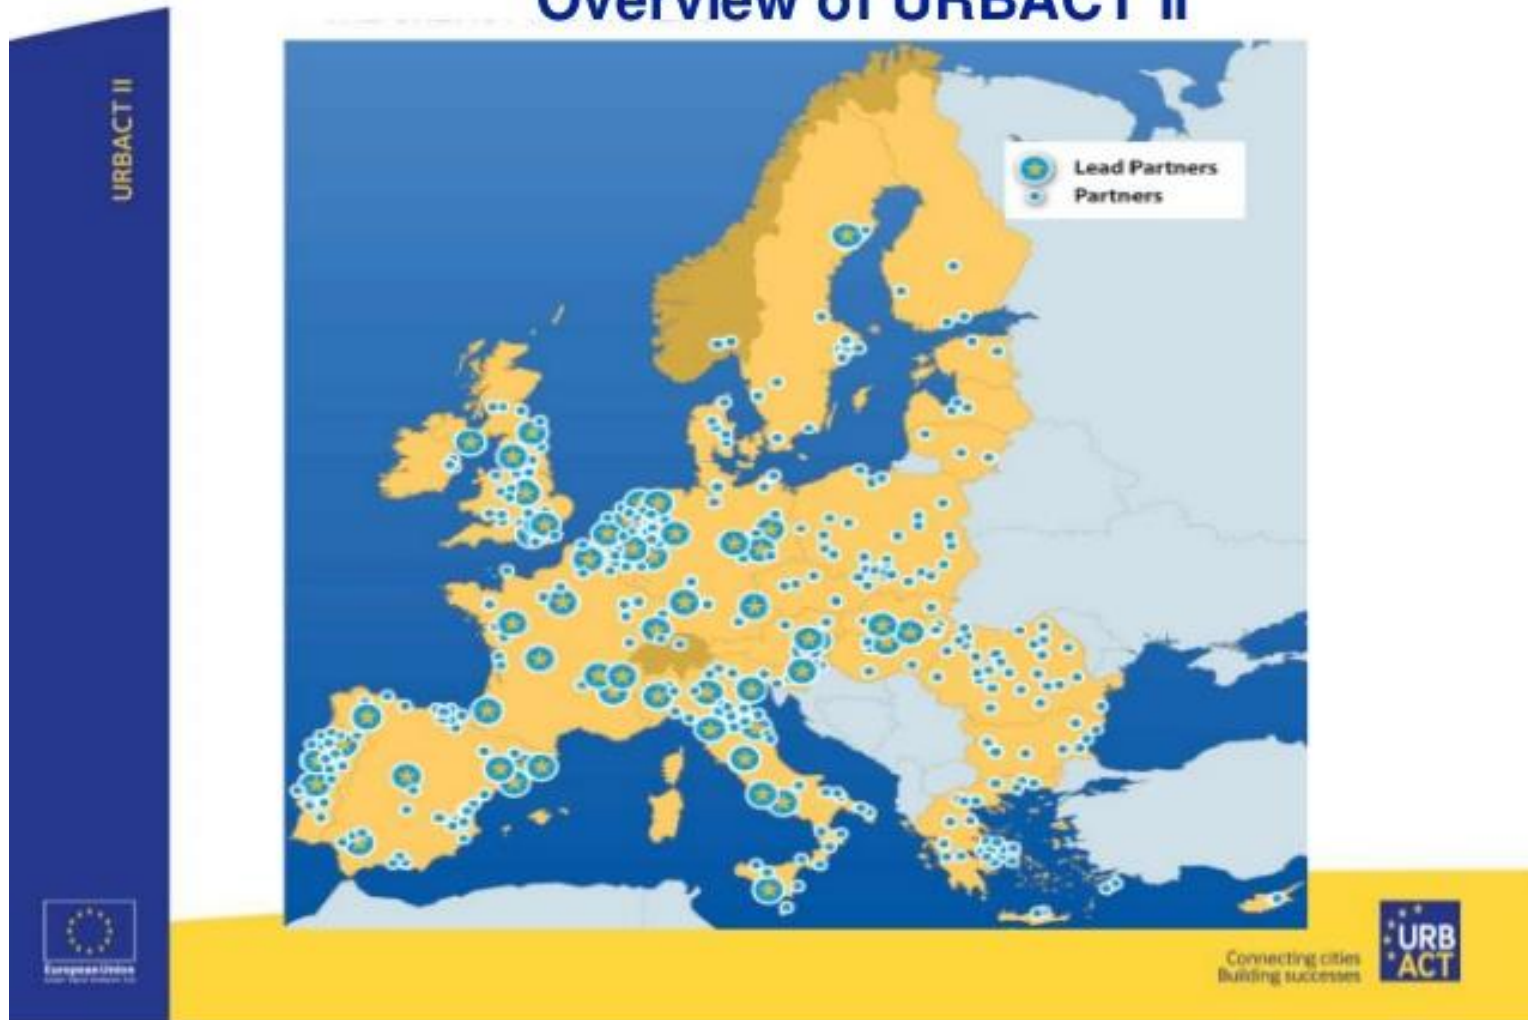 Overview of URBACT II
URBACT II
Lead Partners
Partners
European Union
Connecting cities
Building successes
URB
ACT